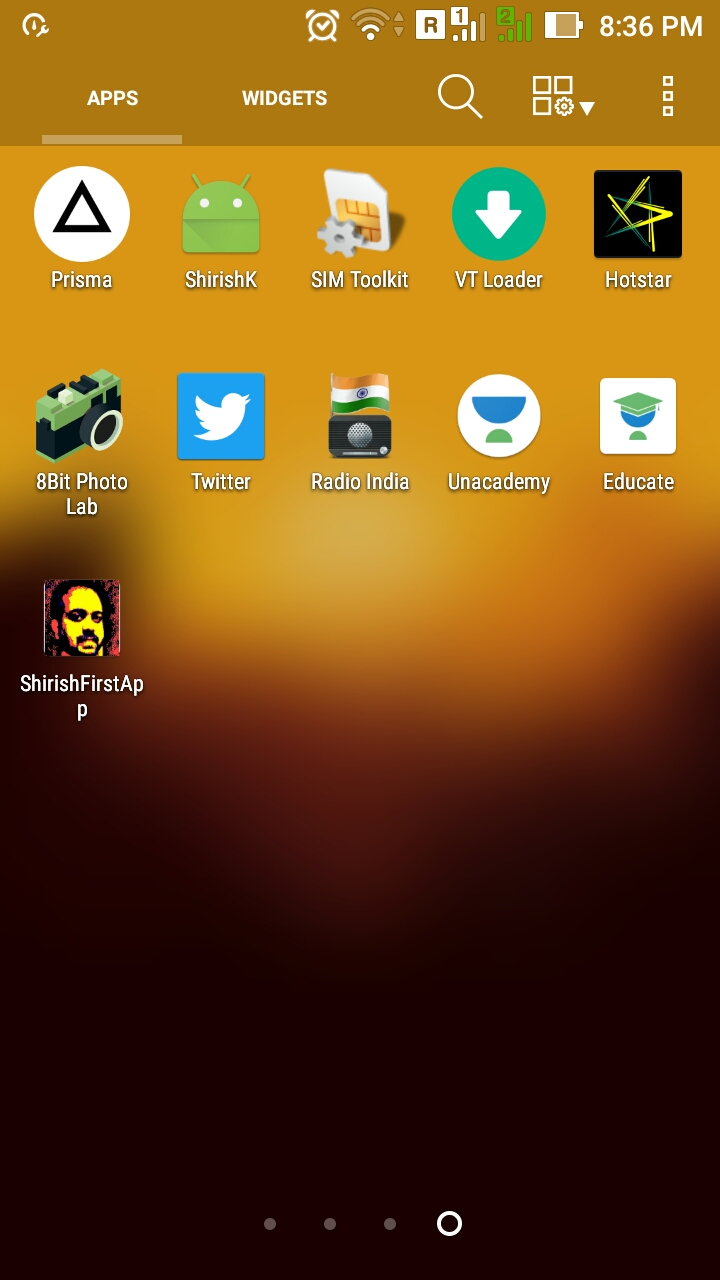 R 1 2 8:36 PM
APPS WIDGETS
Prisma ShirishK SIM Toolkit VT Loader Hotstar
8Bit Photo Twitter Radio India Unacademy Educate
Lab
ShirishFirstAp
p